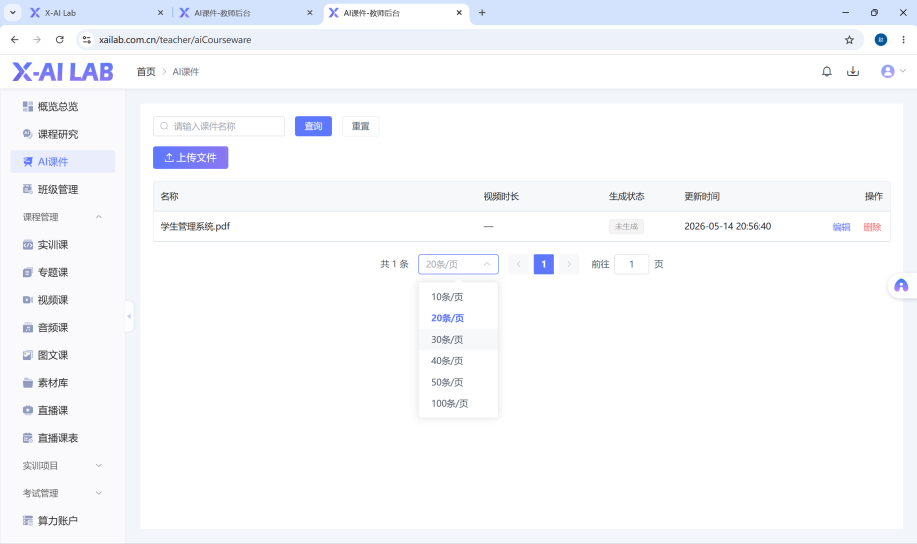 X-AI Lab
AI课件-教师后台
AI课件-教师后台
xailab.com.cn/teacher/aiCourseware
X-AI LAB
首页 > AI课件
概览总览
课程研究
AI课件
班级管理
课程管理
实训课
专题课
视频课
音频课
图文课
素材库
直播课
直播课表
实训项目
考试管理
算力账户
请输入课件名称 查询 重置
上传文件
名称 视频时长 生成状态 更新时间 操作
学生管理系统.pdf — 未生成 2026-05-14 20:56:40 编辑 删除
共 1 条 20条/页 1 前往 1 页
10条/页
20条/页
30条/页
40条/页
50条/页
100条/页